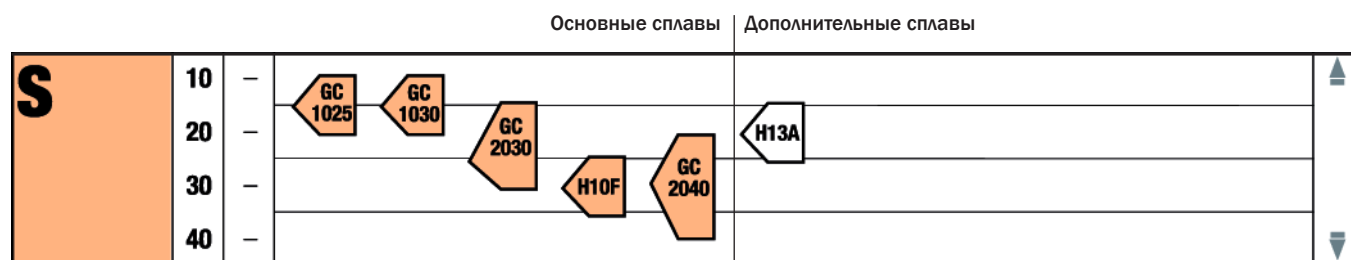 Основные сплавы Дополнительные сплавы
S
10 –
20 –
30 –
40 –
GC
1025
GC
1030
GC
2030
H10F
GC
2040
H13A